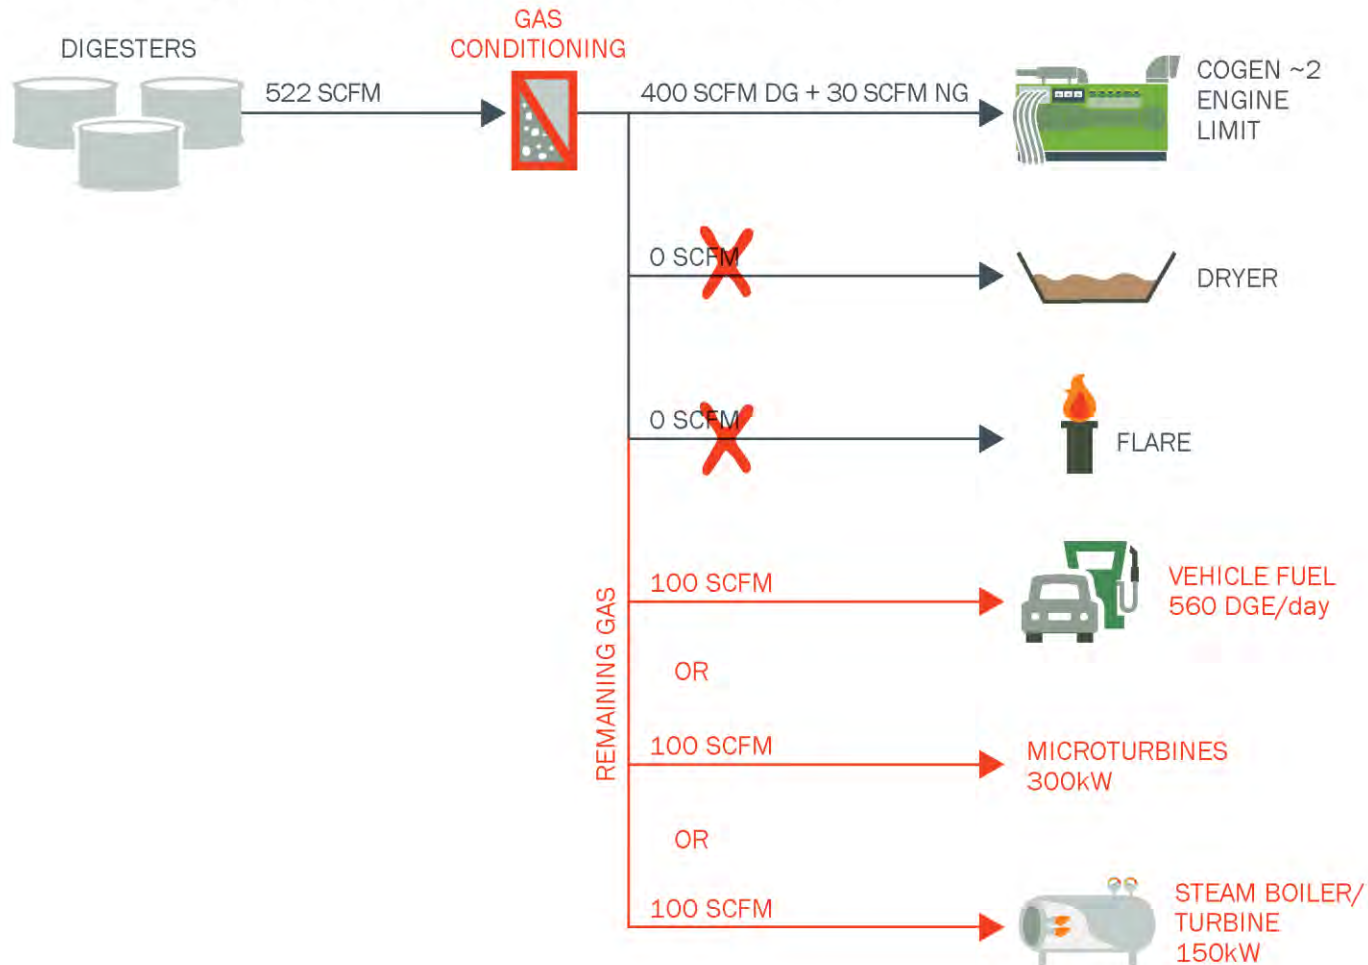 DIGESTERS
522 SCFM
GAS
CONDITIONING
400 SCFM DG + 30 SCFM NG
COGEN ~2
ENGINE
LIMIT
0 SCFM
DRYER
0 SCFM
FLARE
REMAINING GAS
100 SCFM
VEHICLE FUEL
560 DGE/day
OR
100 SCFM
MICROTURBINES
300kW
OR
100 SCFM
STEAM BOILER/
TURBINE
150kW